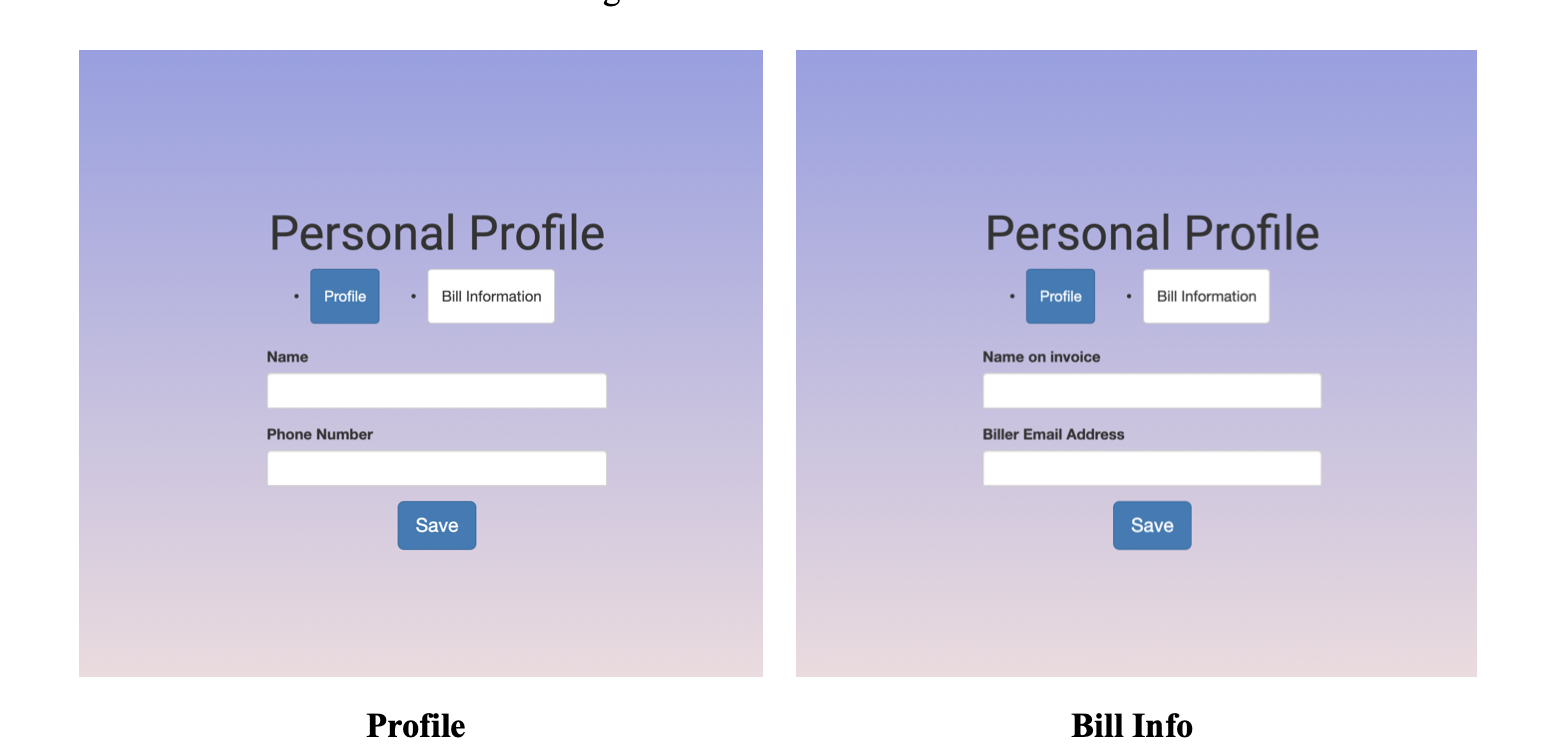 Personal Profile
• Profile • Bill Information
Name
Phone Number
Save
Profile
Personal Profile
• Profile • Bill Information
Name on invoice
Biller Email Address
Save
Bill Info